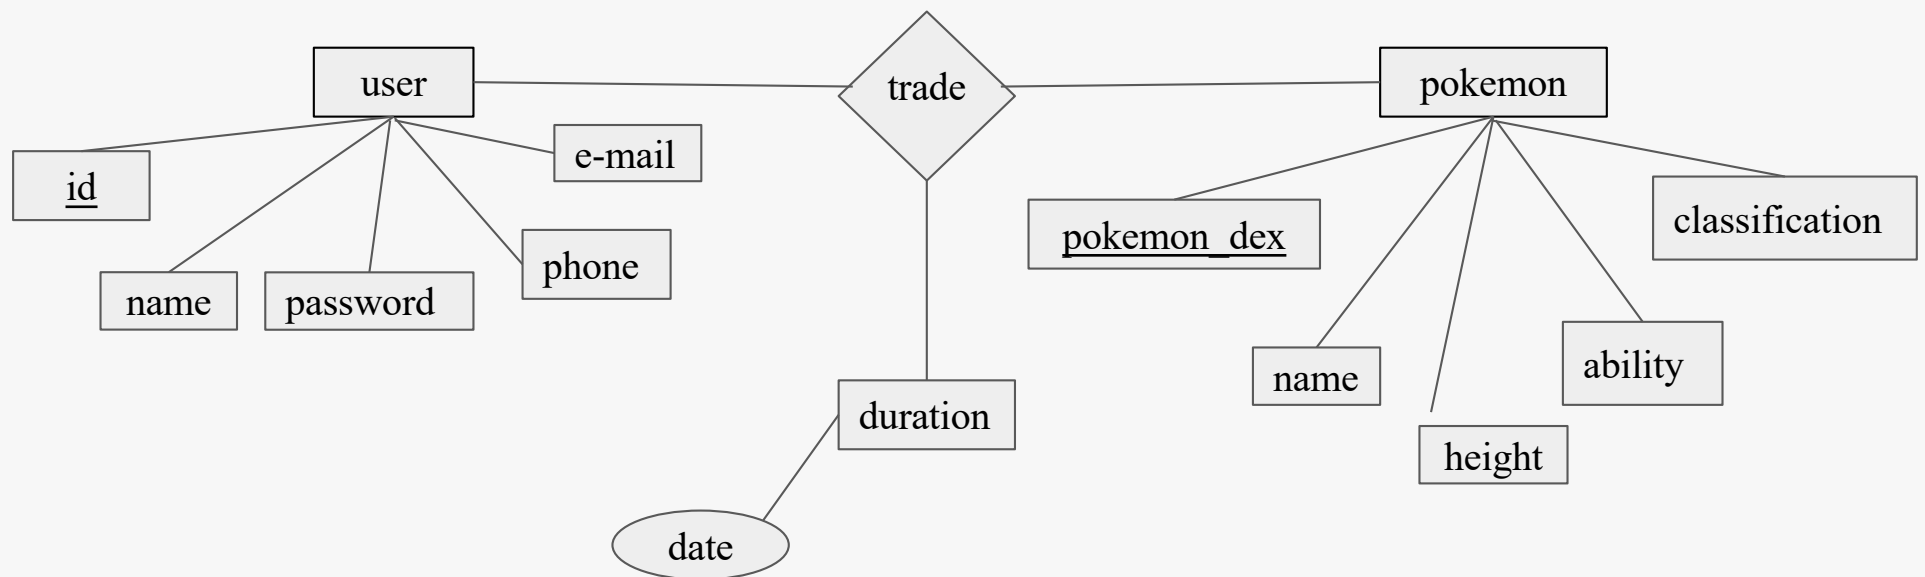 user
trade
pokemon
e-mail
id
classification
pokemon_dex
phone
name
password
ability
name
duration
height
date